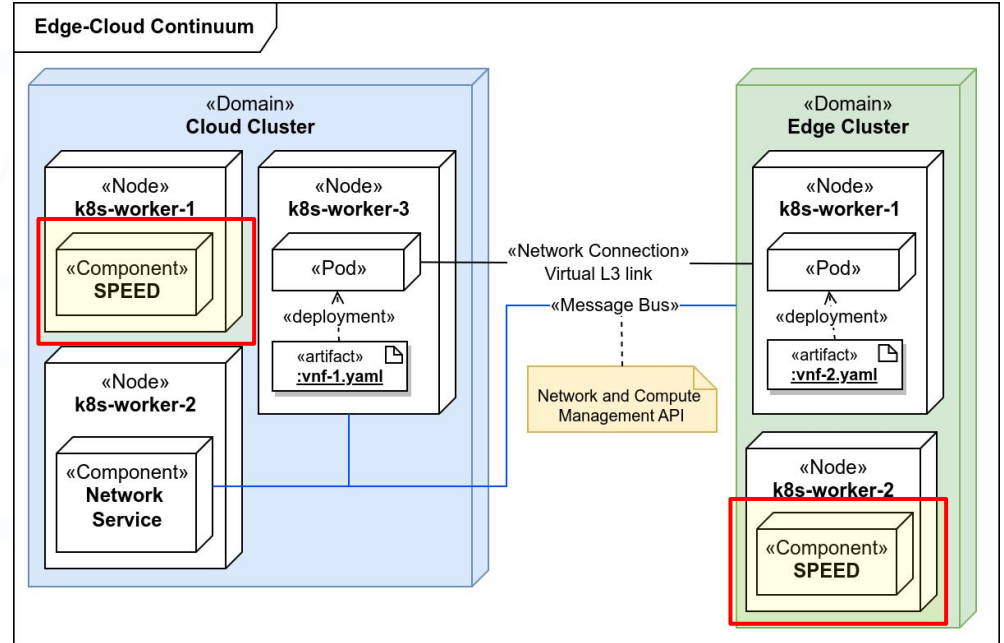 Edge-Cloud Continuum
«Domain»
Cloud Cluster
«Node»
k8s-worker-1
«Component»
SPEED
«Node»
k8s-worker-2
«Component»
Network
Service
«Node»
k8s-worker-3
«Pod»
«deployment»
«artifact»
:vnf-1.yaml
«Network Connection»
Virtual L3 link
«Message Bus»
Network and Compute
Management API
«Domain»
Edge Cluster
«Node»
k8s-worker-1
«Pod»
«deployment»
«artifact»
:vnf-2.yaml
«Node»
k8s-worker-2
«Component»
SPEED